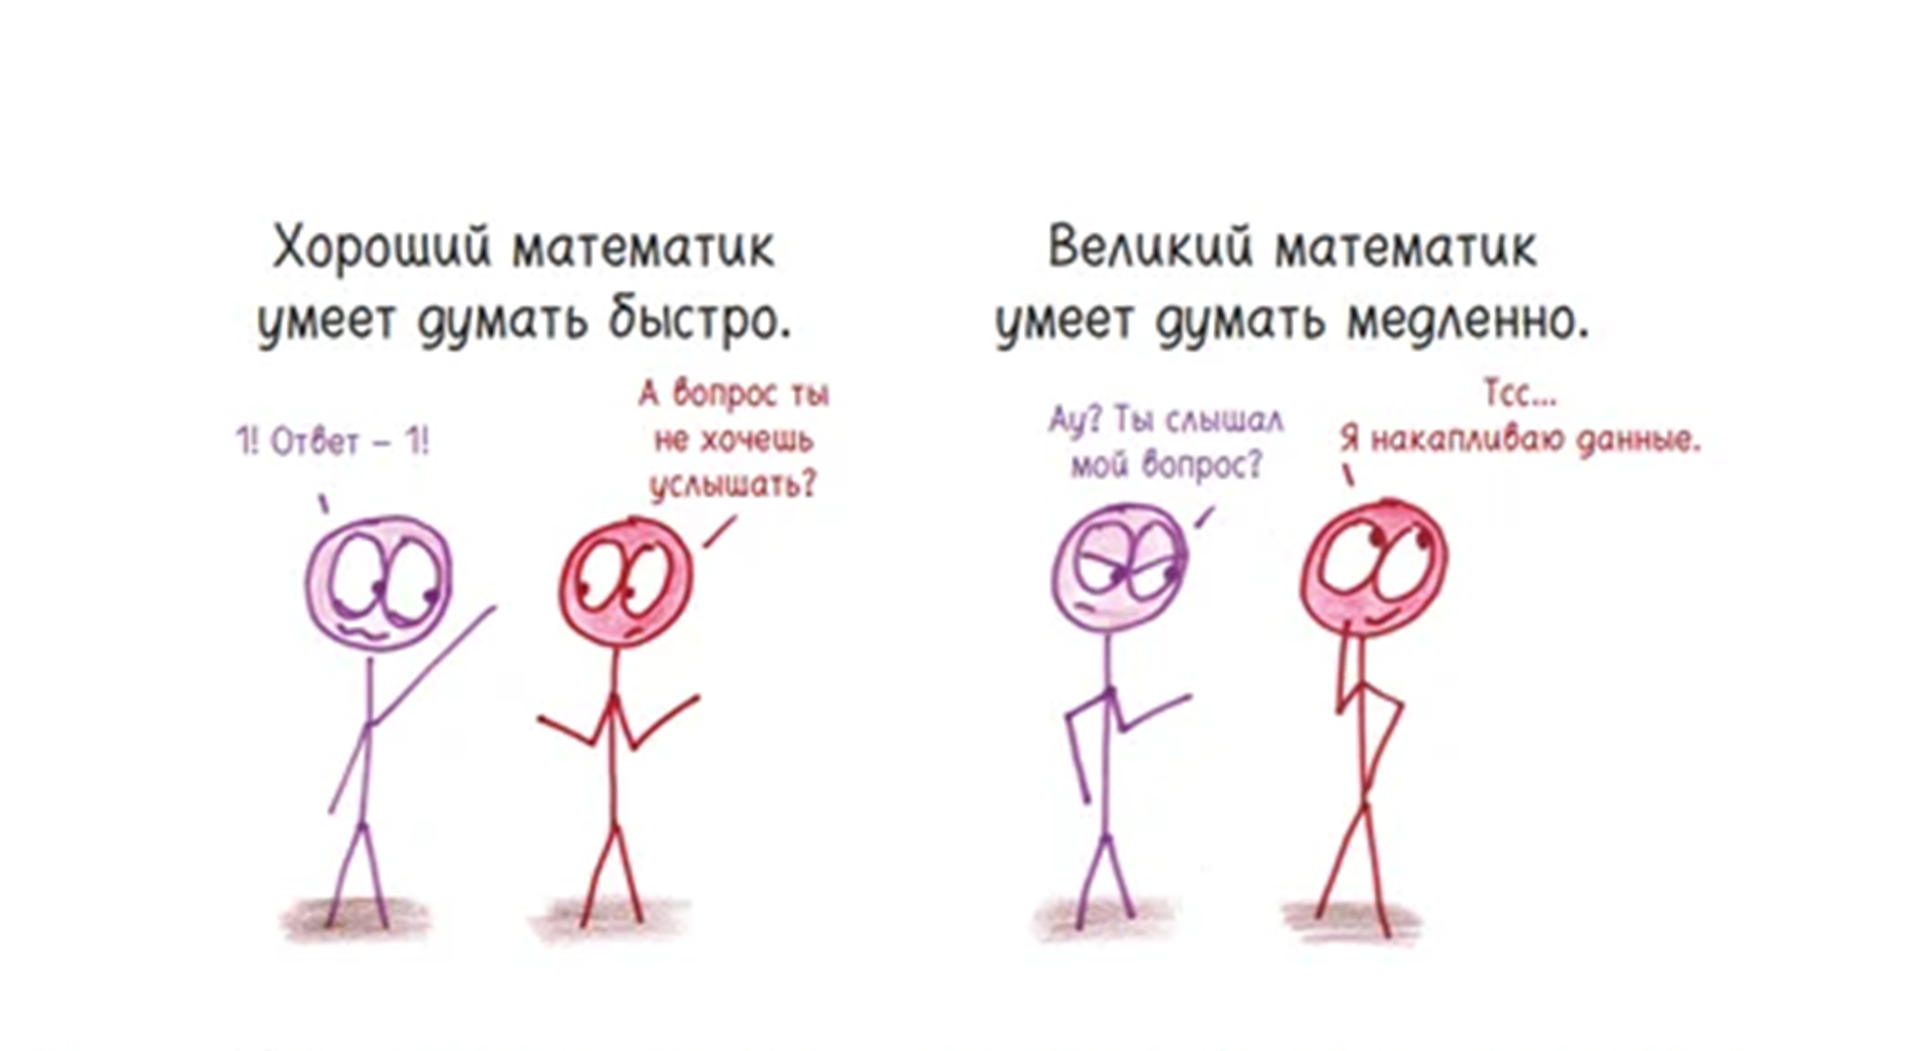 Хороший математик
умеет думать быстро.
1! Ответ – 1!
А вопрос ты
не хочешь
услышать?
Великий математик
умеет думать медленно.
Ау? Ты слышал
мой вопрос?
Тсс...
Я накапливаю данные.